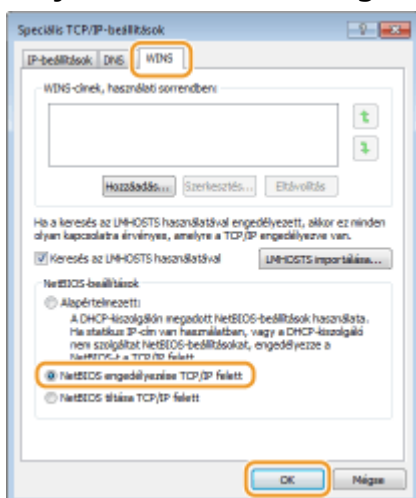 Speciális TCP/IP-beállítások
IP-beállítások DNS WINS
WINS-címek, használati sorrendben:
Hozzáadás... Szerkesztés... Eltávolítás
Ha a keresés az LMHOSTS használatával engedélyezett, akkor ez minden
olyan kapcsolatra érvényes, amelyre a TCP/IP engedélyezve van.
Keresés az LMHOSTS használatával LMHOSTS importálása...
NetBIOS-beállítások
Alapértelmezett:
A DHCP-kiszolgálón megadott NetBIOS-beállítások használata.
Ha statikus IP-cím van használatban, vagy a DHCP-kiszolgáló
nem szolgáltat NetBIOS-beállításokat, engedélyezze a
NetBIOS-t a TCP/IP felett.
NetBIOS engedélyezése TCP/IP felett
NetBIOS tiltása TCP/IP felett
OK Mégse